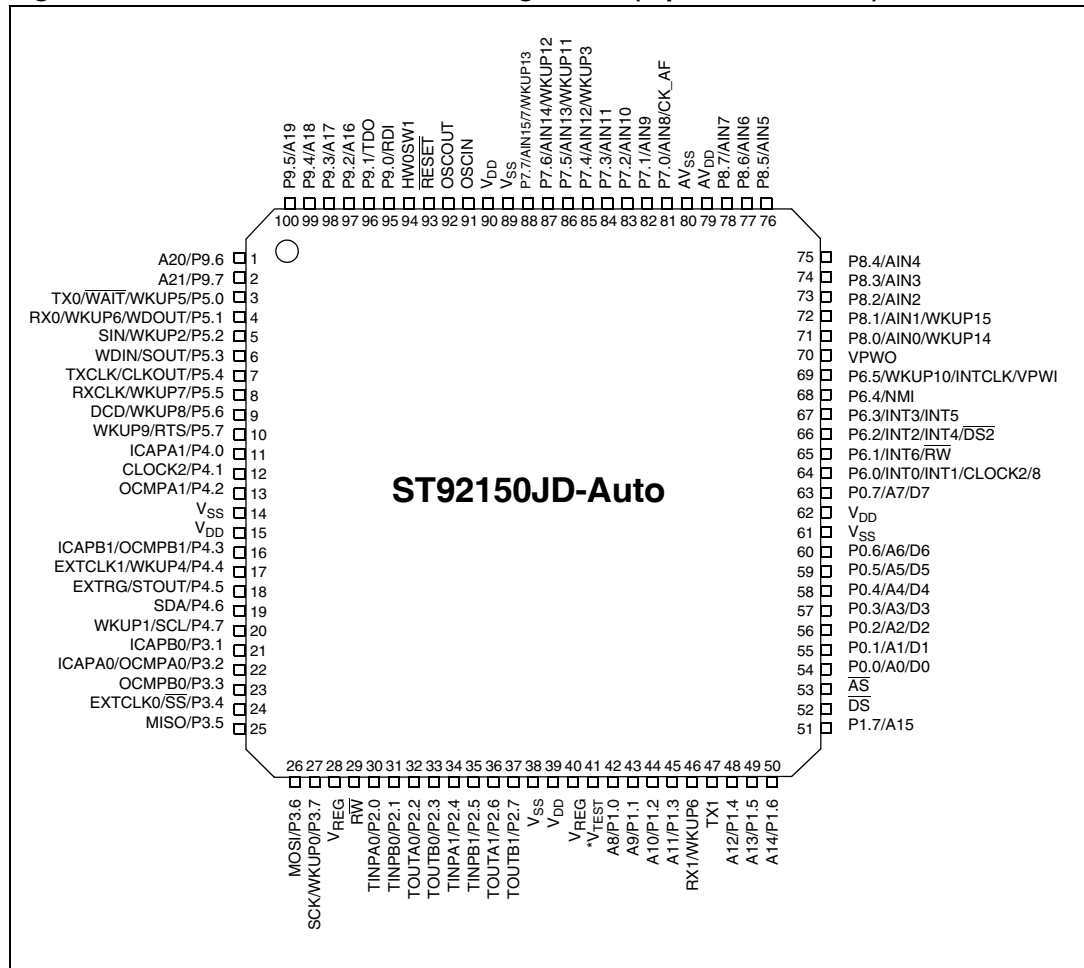 P9.5/A19
P9.4/A18
P9.3/A17
P9.2/A16
P9.1/TDO
P9.0/RDI
HW0SW1
RESET
OSCOUT
OSCIN
VDD
VSS
P7.7/AIN15/7/WKUP13
P7.6/AIN14/WKUP12
P7.5/AIN13/WKUP11
P7.4/AIN12/WKUP3
P7.3/AIN11
P7.2/AIN10
P7.1/AIN9
P7.0/AIN8/CK_AF
AVSS
AVDD
P8.7/AIN7
P8.6/AIN6
P8.5/AIN5
100 99 98 97 96 95 94 93 92 91 90 89 88 87 86 85 84 83 82 81 80 79 78 77 76
A20/P9.6 1
A21/P9.7 2
TX0/WAIT/WKUP5/P5.0 3
RX0/WKUP6/WDOUT/P5.1 4
SIN/WKUP2/P5.2 5
WDIN/SOUT/P5.3 6
TXCLK/CLKOUT/P5.4 7
RXCLK/WKUP7/P5.5 8
DCD/WKUP8/P5.6 9
WKUP9/RTS/P5.7 10
ICAPA1/P4.0 11
CLOCK2/P4.1 12
OCMPA1/P4.2 13
VSS 14
VDD 15
ICAPB1/OCMPB1/P4.3 16
EXTCLK1/WKUP4/P4.4 17
EXTRG/STOUT/P4.5 18
SDA/P4.6 19
WKUP1/SCL/P4.7 20
ICAPB0/P3.1 21
ICAPA0/OCMPA0/P3.2 22
OCMPB0/P3.3 23
EXTCLK0/SS/P3.4 24
MISO/P3.5 25
ST92150JD-Auto
75 P8.4/AIN4
74 P8.3/AIN3
73 P8.2/AIN2
72 P8.1/AIN1/WKUP15
71 P8.0/AIN0/WKUP14
70 VPWO
69 P6.5/WKUP10/INTCLK/VPWI
68 P6.4/NMI
67 P6.3/INT3/INT5
66 P6.2/INT2/INT4/DS2
65 P6.1/INT6/RW
64 P6.0/INT0/INT1/CLOCK2/8
63 P0.7/A7/D7
62 VDD
61 VSS
60 P0.6/A6/D6
59 P0.5/A5/D5
58 P0.4/A4/D4
57 P0.3/A3/D3
56 P0.2/A2/D2
55 P0.1/A1/D1
54 P0.0/A0/D0
53 AS
52 DS
51 P1.7/A15
26 27 28 29 30 31 32 33 34 35 36 37 38 39 40 41 42 43 44 45 46 47 48 49 50
MOSI/P3.6
SCK/WKUP0/P3.7
VREG
RW
TINPA0/P2.0
TINPB0/P2.1
TOUTA0/P2.2
TOUTB0/P2.3
TINPA1/P2.4
TINPB1/P2.5
TOUTA1/P2.6
TOUTB1/P2.7
VSS
VDD
VREG
*VTEST
A8/P1.0
A9/P1.1
A10/P1.2
A11/P1.3
RX1/WKUP6
TX1
A12/P1.4
A13/P1.5
A14/P1.6